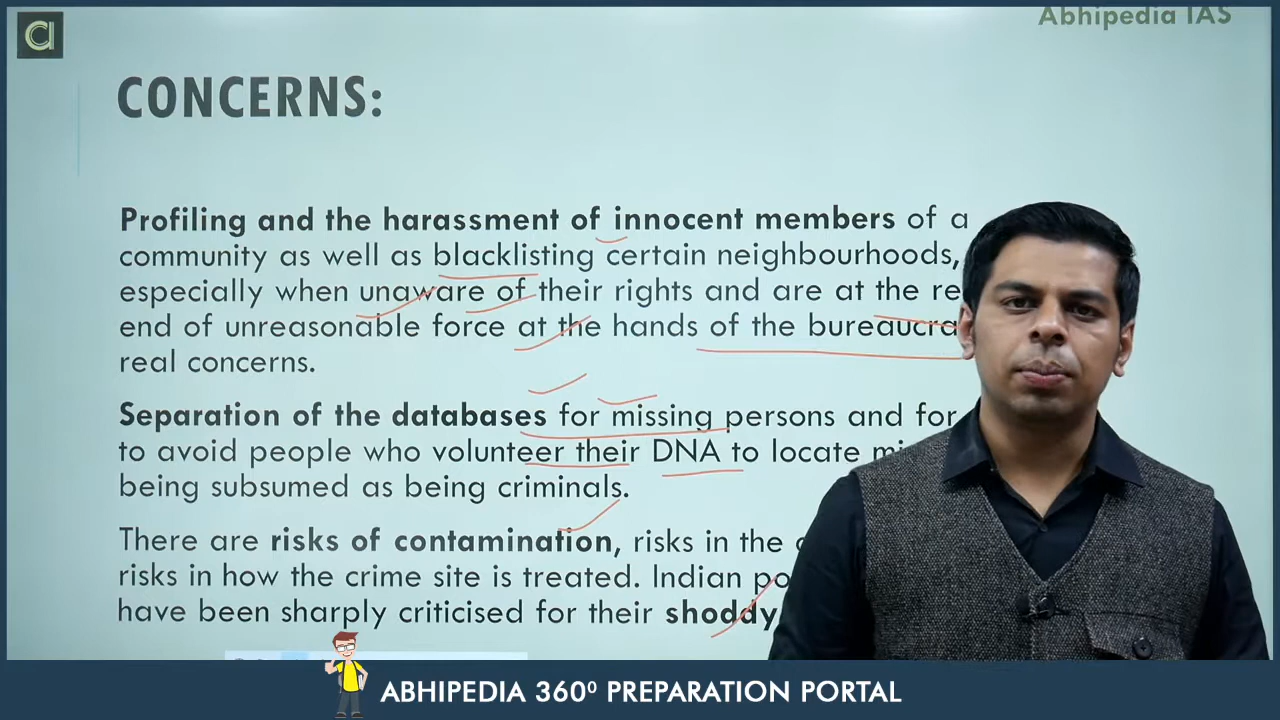 Abhipedia IAS
CONCERNS:
Profiling and the harassment of innocent members of a
community as well as blacklisting certain neighbourhoods,
especially when unaware of their rights and are at the
end of unreasonable force at the hands of the
real concerns.
Separation of the databases for missing persons and for
to avoid people who volunteer their DNA to locate
being subsumed as being criminals.
There are risks of contamination, risks in the
risks in how the crime site is treated. Indian
have been sharply criticised for their shoddy
ABHIPEDIA 360⁰ PREPARATION PORTAL